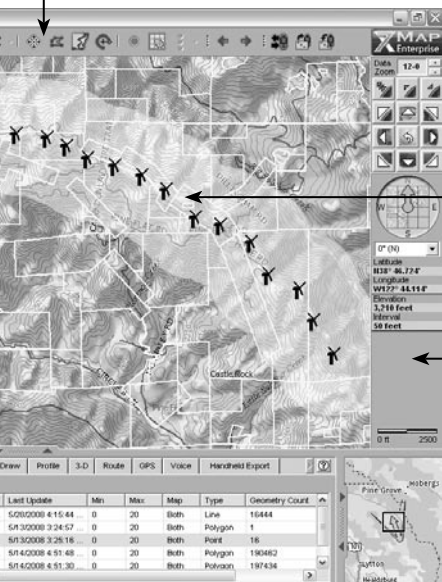 XMAP
Enterprise
Data
Zoom 12-0
N
W E
S
0° (N)
Latitude
N38° 46.724'
Longitude
W122° 44.114'
Elevation
3,210 feet
Interval
50 feet
0 ft 2500
Castle Rock
Draw Profile 3-D Route GPS Voice Handheld Export
Last Update Min Max Map Type Geometry Count
5/20/2008 4:15:44 ... 0 20 Both Line 16444
5/13/2008 3:24:57 ... 0 20 Both Polygon 1
5/13/2008 3:25:16 ... 0 20 Both Point 16
5/14/2008 4:51:48 ... 0 20 Both Polygon 190462
5/14/2008 4:51:30 ... 0 20 Both Polygon 197434
Pine Grove
Hobergs
101
Lytton
Healdsburg